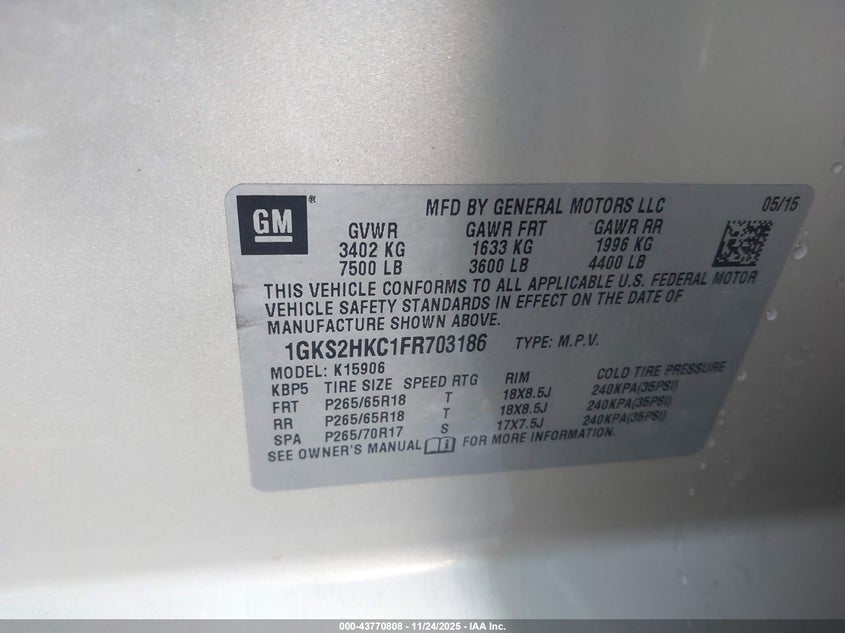 GM®
MFD BY GENERAL MOTORS LLC 05/15
GVWR GAWR FRT GAWR RR
3402 KG 1633 KG 1996 KG
7500 LB 3600 LB 4400 LB
THIS VEHICLE CONFORMS TO ALL APPLICABLE U.S. FEDERAL MOTOR
VEHICLE SAFETY STANDARDS IN EFFECT ON THE DATE OF
MANUFACTURE SHOWN ABOVE.
1GKS2HKC1FR703186 TYPE: M.P.V.
MODEL: K15906
KBP5 TIRE SIZE SPEED RTG RIM COLD TIRE PRESSURE
FRT P265/65R18 T 18X8.5J 240KPA(35PSI)
RR P265/65R18 T 18X8.5J 240KPA(35PSI)
SPA P265/70R17 S 17X7.5J 240KPA(35PSI)
SEE OWNER'S MANUAL FOR MORE INFORMATION.
000-43770808 - 11/24/2025 - IAA Inc.